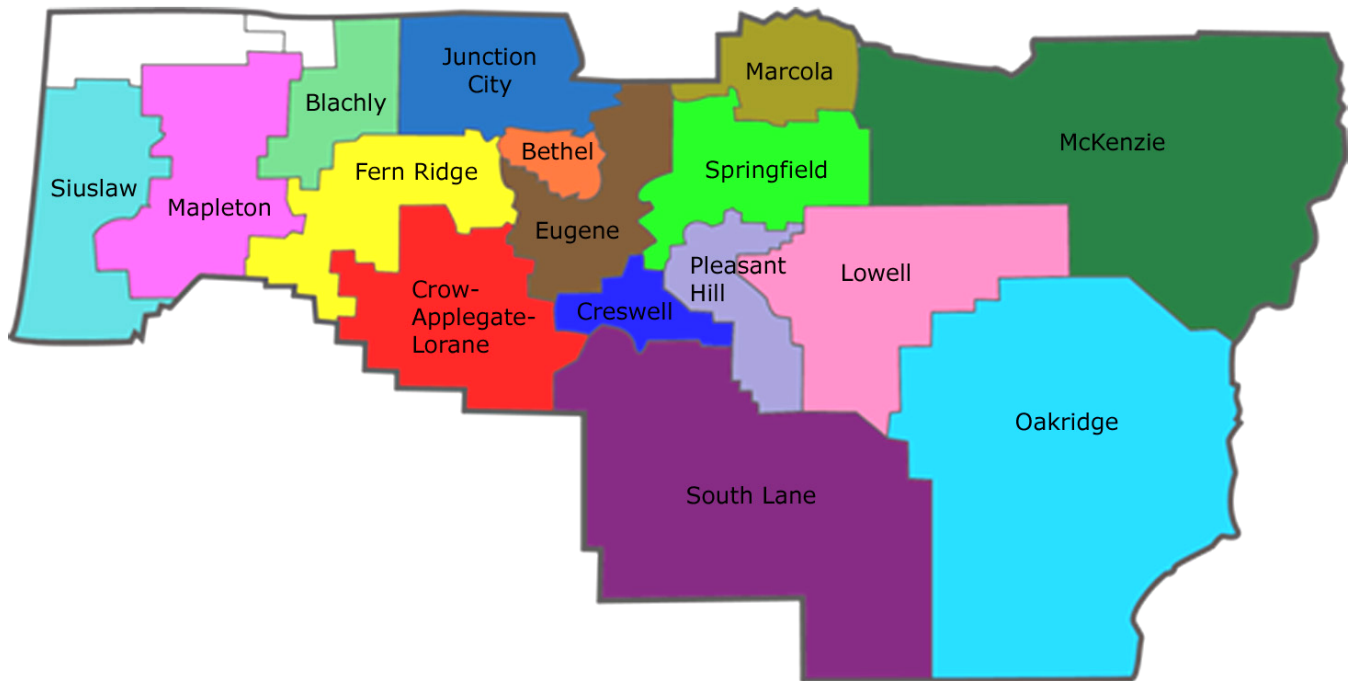 Junction
City
Marcola
Blachly
McKenzie
Bethel
Fern Ridge
Springfield
Siuslaw
Mapleton
Eugene
Pleasant
Hill
Lowell
Crow-
Applegate-
Lorane
Creswell
Oakridge
South Lane